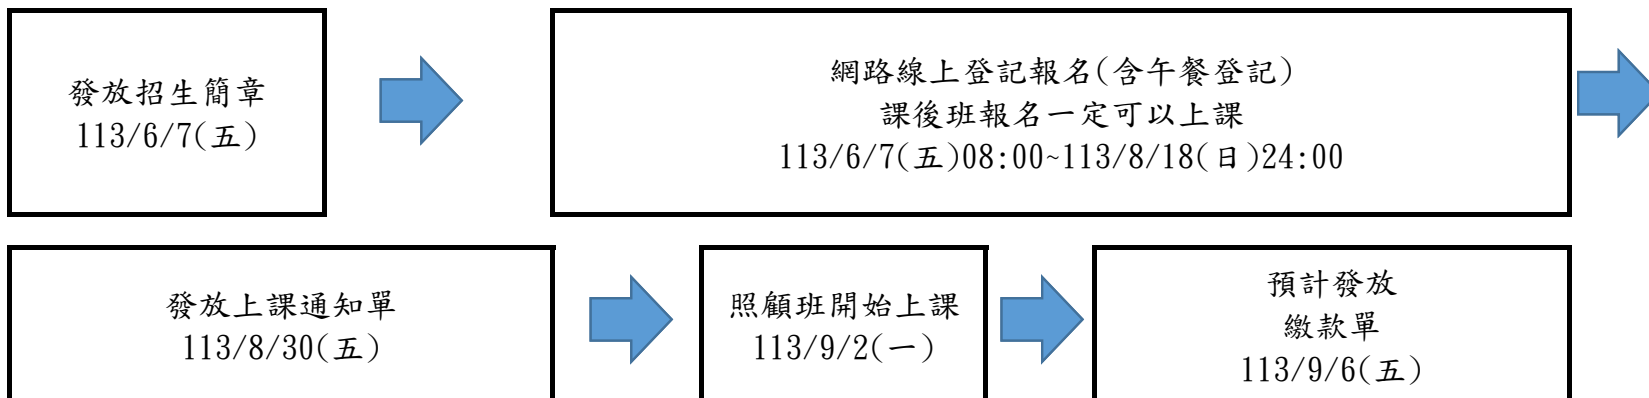 發放招生簡章
113/6/7(五)
網路線上登記報名(含午餐登記)
課後班報名一定可以上課
113/6/7(五)08:00~113/8/18(日)24:00
發放上課通知單
113/8/30(五)
照顧班開始上課
113/9/2(一)
預計發放
繳款單
113/9/6(五)